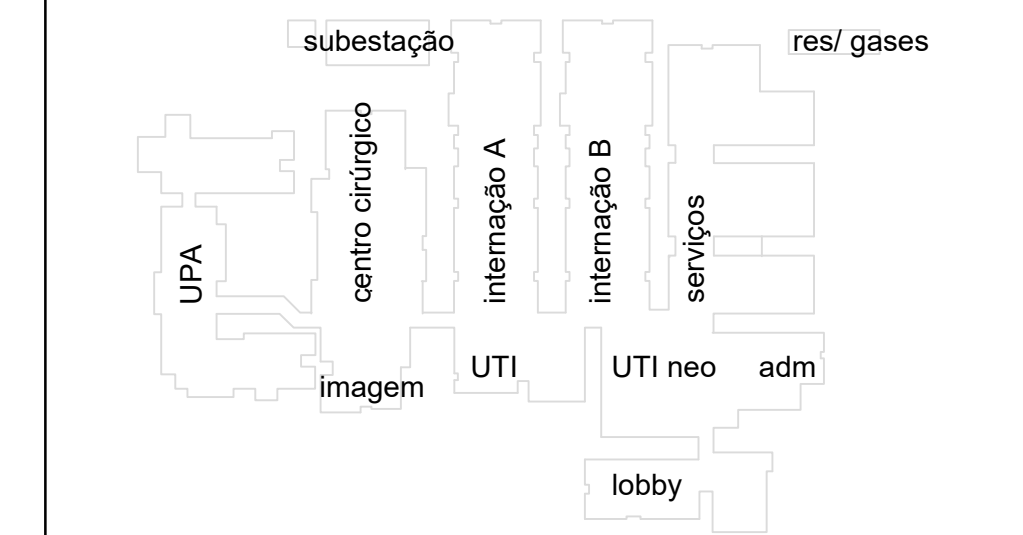 subestação
res/ gases
UPA
centro cirúrgico
internação A
internação B
serviços
imagem
UTI
UTI neo
adm
lobby